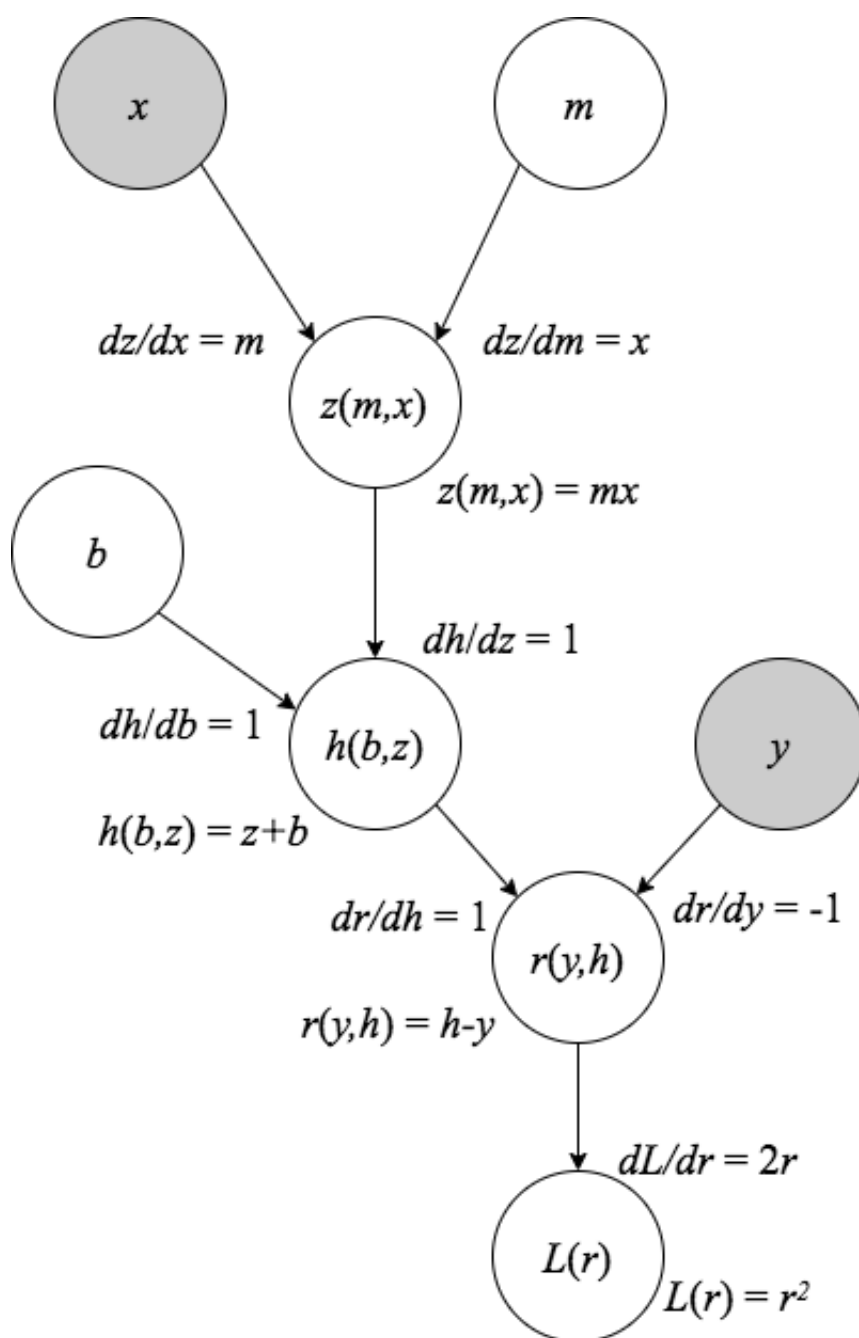 x
m
dz/dx = m
dz/dm = x
z(m,x)
z(m,x) = mx
b
dh/dz = 1
dh/db = 1
h(b,z)
y
h(b,z) = z+b
dr/dh = 1
dr/dy = -1
r(y,h)
r(y,h) = h-y
dL/dr = 2r
L(r)
L(r) = r²